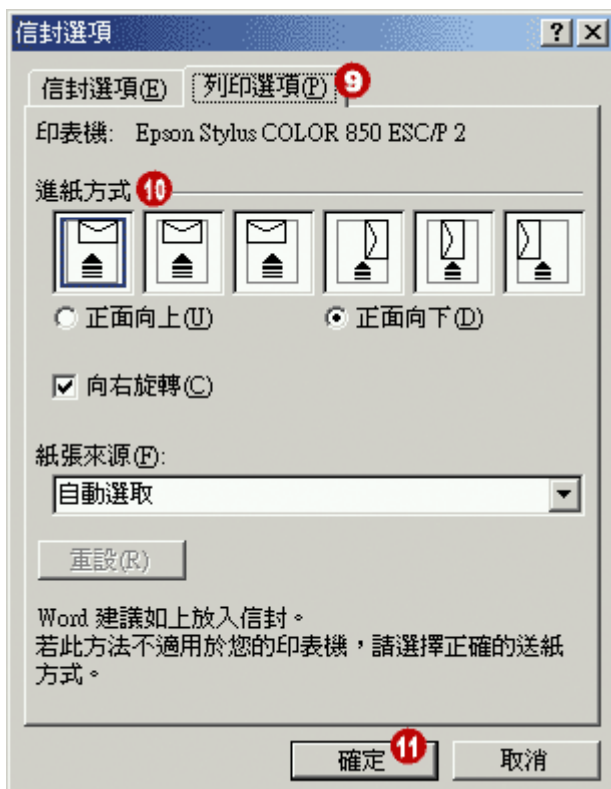 信封選項
信封選項(E) 列印選項(P) 9
印表機: Epson Stylus COLOR 850 ESC/P 2
進紙方式 10
正面向上(U) 正面向下(D)
向右旋轉(C)
紙張來源(F):
自動選取
重設(R)
Word 建議如上放入信封。
若此方法不適用於您的印表機，請選擇正確的送紙
方式。
確定 11 取消